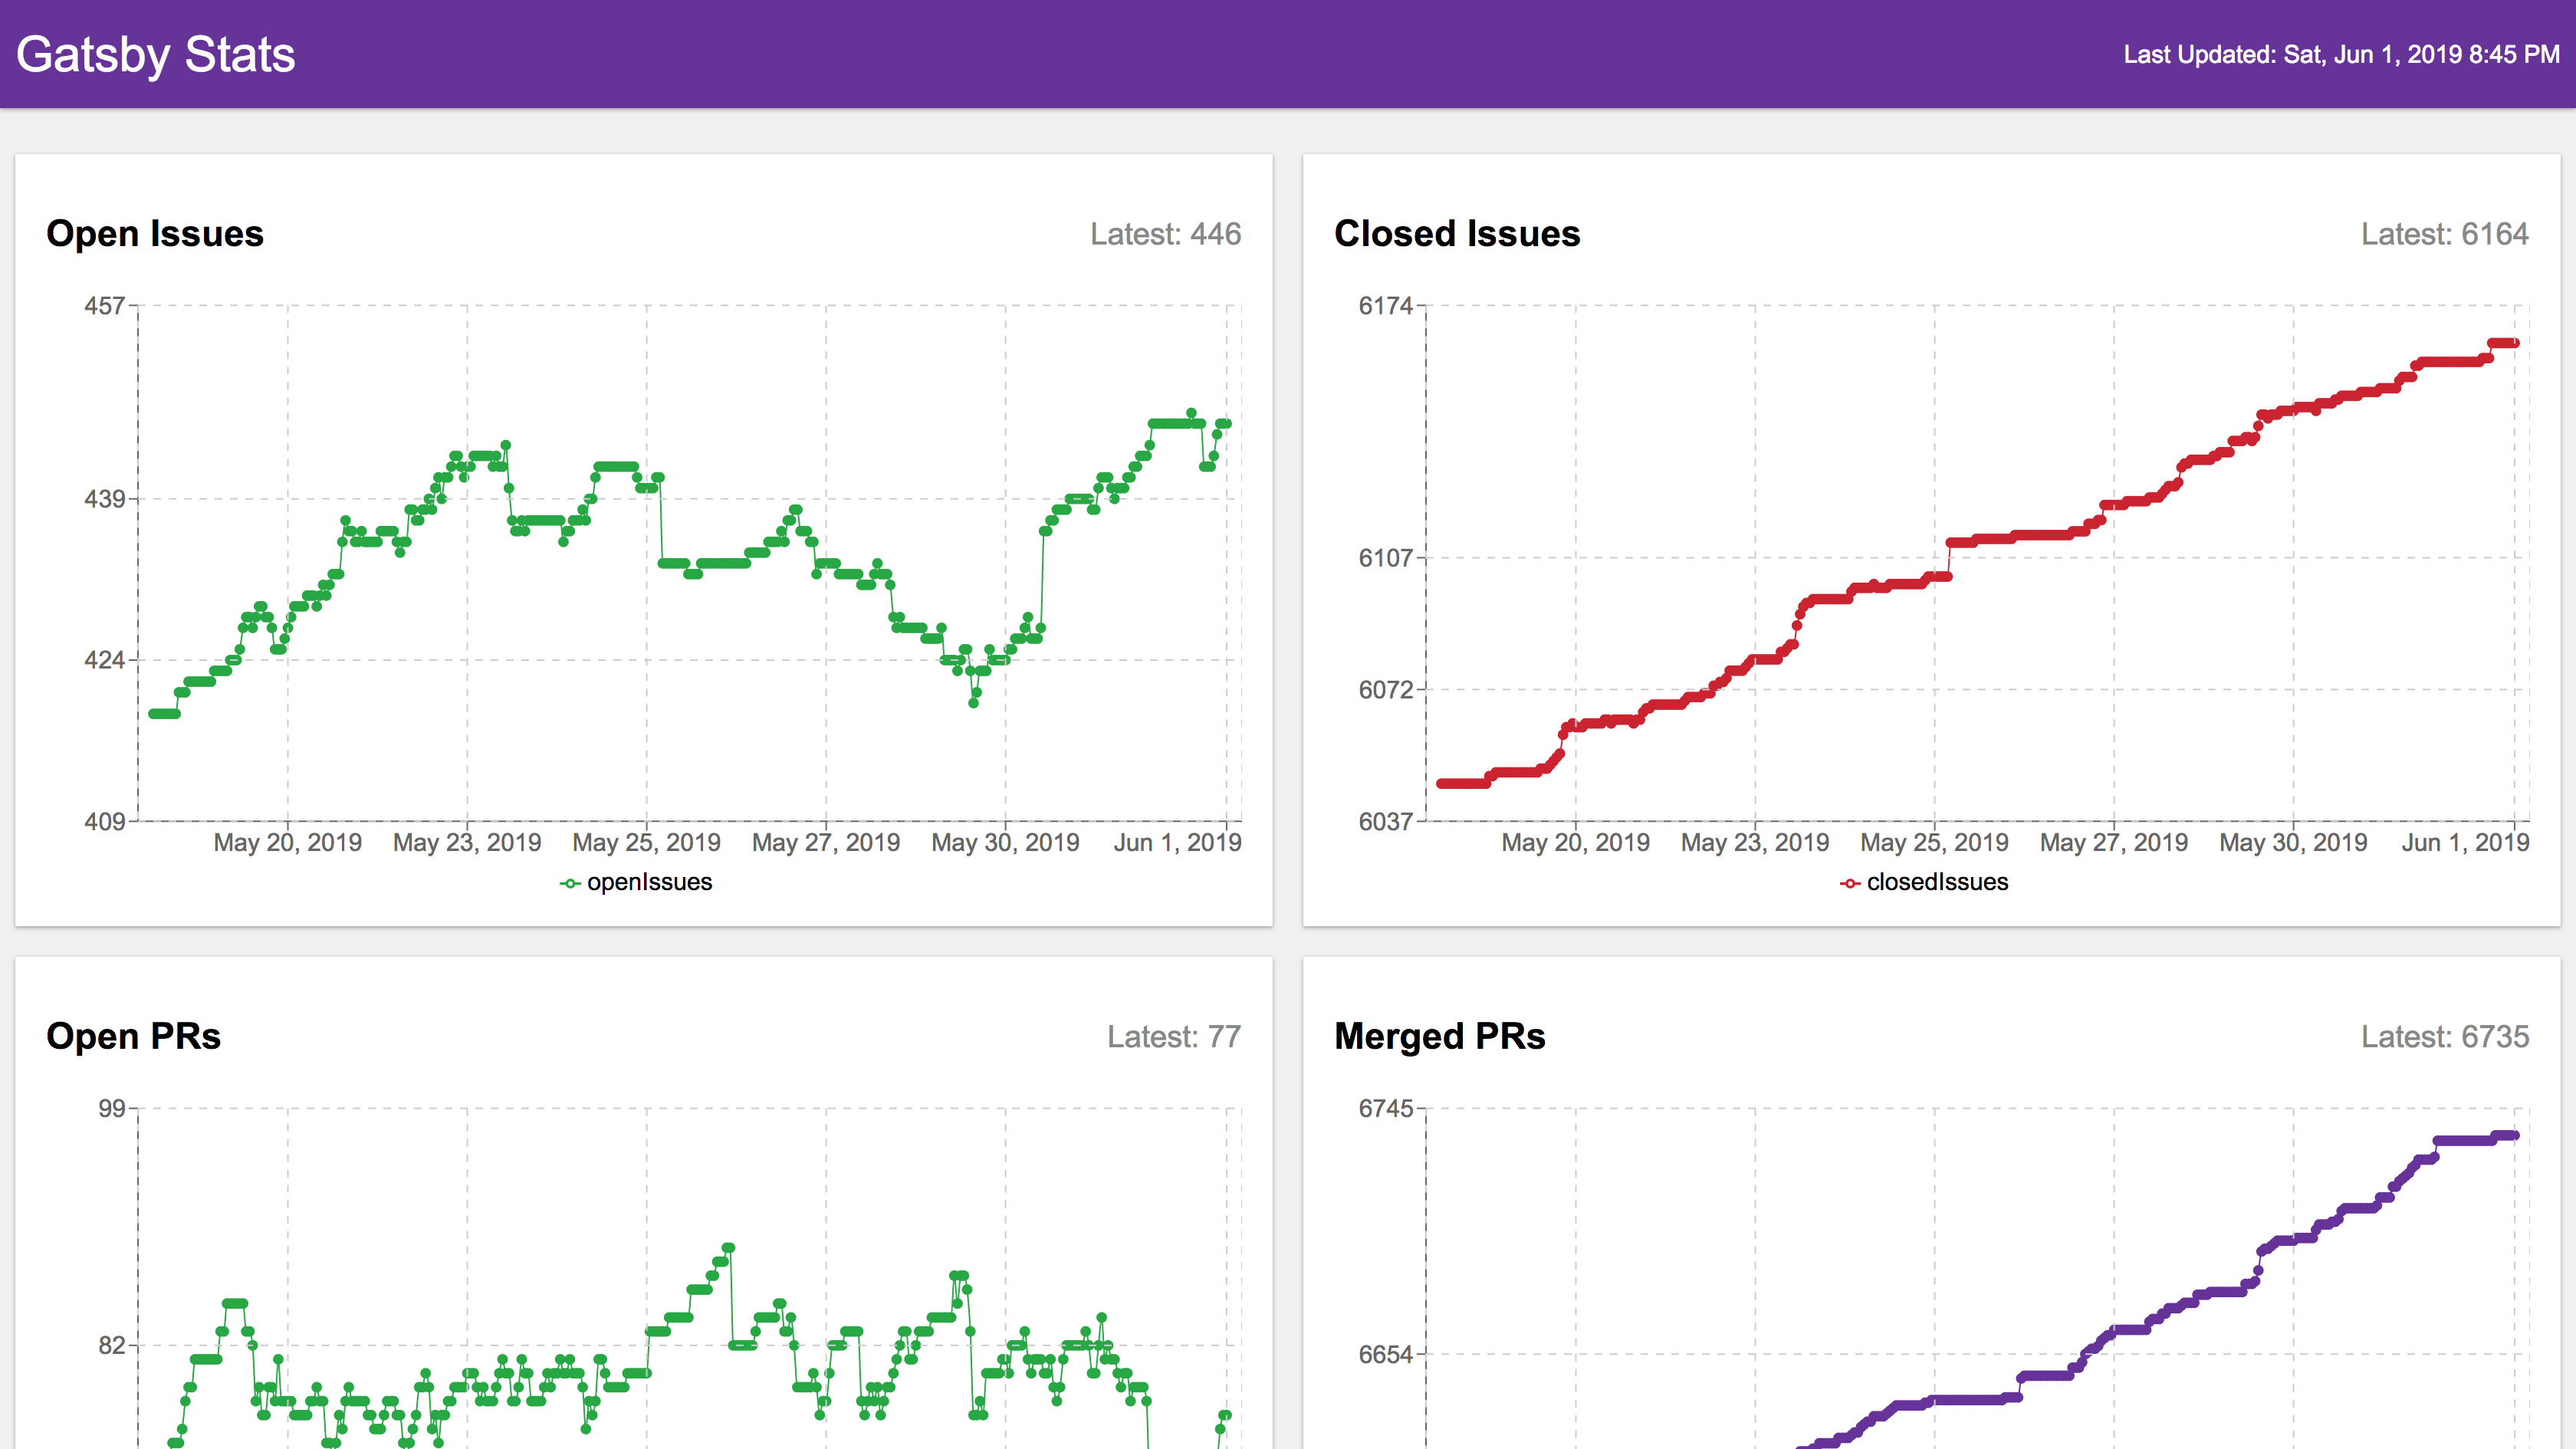 Gatsby Stats
Last Updated: Sat, Jun 1, 2019 8:45 PM
Open Issues
Latest: 446
457
439
424
409
May 20, 2019
May 23, 2019
May 25, 2019
May 27, 2019
May 30, 2019
Jun 1, 2019
openIssues
Closed Issues
Latest: 6164
6174
6107
6072
6037
May 20, 2019
May 23, 2019
May 25, 2019
May 27, 2019
May 30, 2019
Jun 1, 2019
closedIssues
Open PRs
Latest: 77
99
82
Merged PRs
Latest: 6735
6745
6654